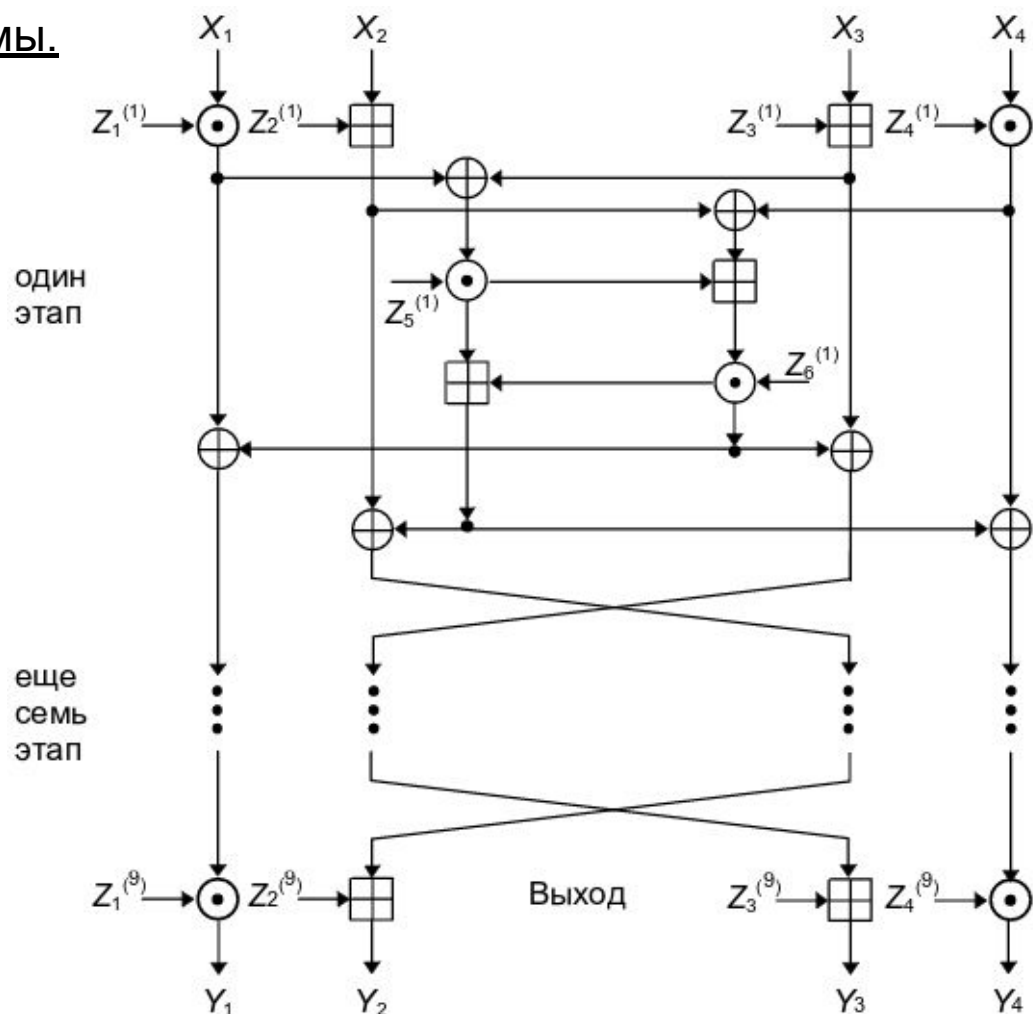 мы.
X₁ X₂ X₃ X₄
Z₁⁽¹⁾ Z₂⁽¹⁾ Z₃⁽¹⁾ Z₄⁽¹⁾
один
этап
Z₅⁽¹⁾
Z₆⁽¹⁾
еще
семь
этап
Z₁⁽⁹⁾ Z₂⁽⁹⁾ Выход Z₃⁽⁹⁾ Z₄⁽⁹⁾
Y₁ Y₂ Y₃ Y₄